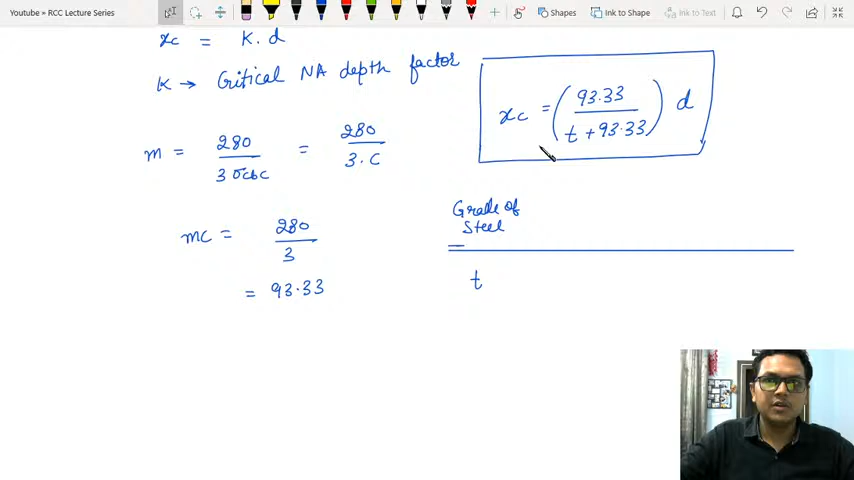 Youtube » RCC Lecture Series
Shapes
Ink to Shape
Ink to Text
xc = K. d
K → Critical NA depth factor
m = 280 / 3 σcbc = 280 / 3. C
mc = 280 / 3
= 93.33
xc = ( 93.33 / t + 93.33 ) d
Grade of
Steel
t